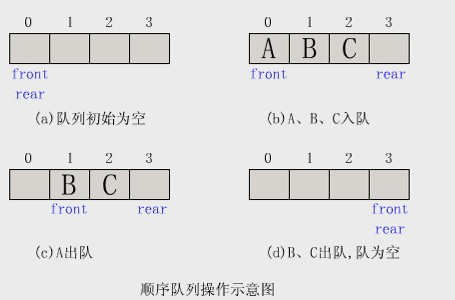 0 1 2 3
front
rear
(a)队列初始为空
0 1 2 3
A B C
front rear
(b)A、B、C入队
0 1 2 3
B C
front rear
(c)A出队
0 1 2 3
front
rear
(d)B、C出队,队为空
顺序队列操作示意图